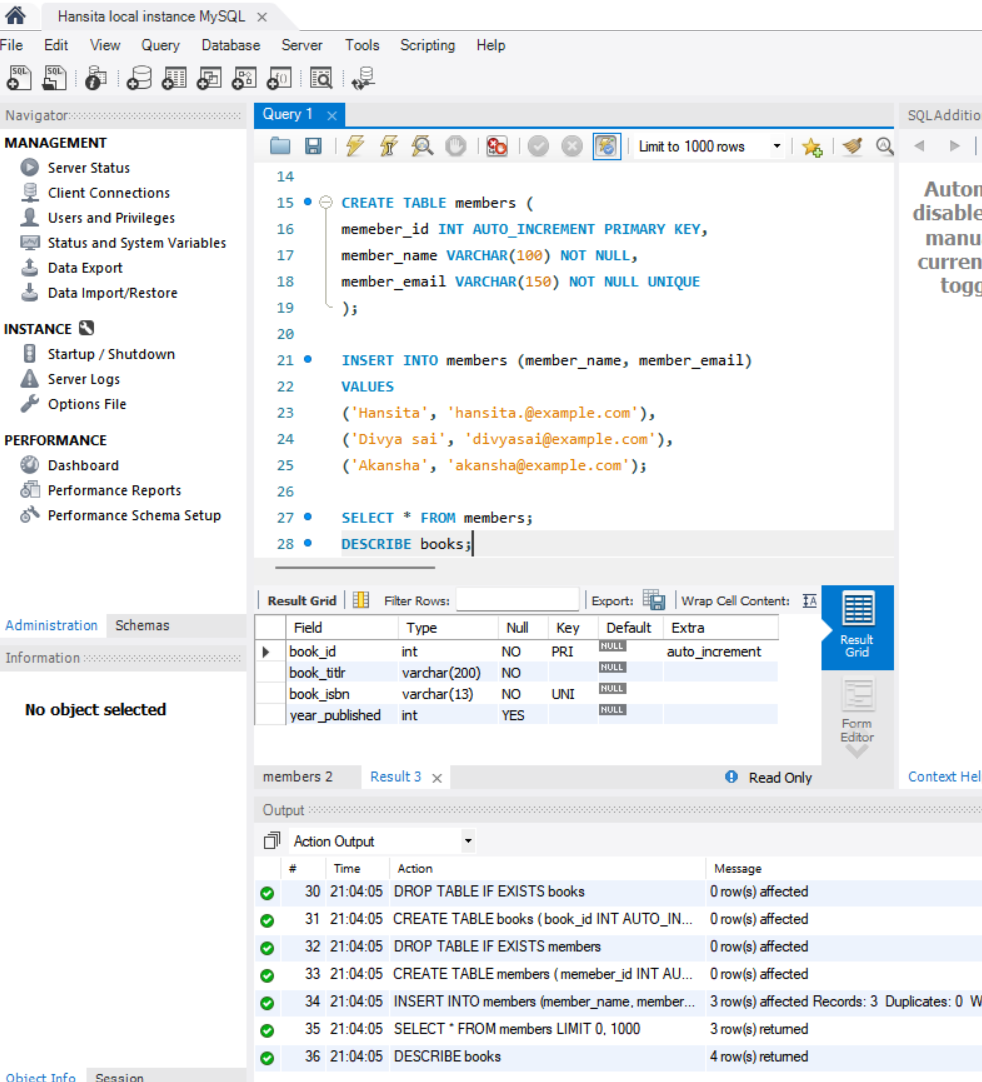 Hansita local instance MySQL ×
File Edit View Query Database Server Tools Scripting Help
Navigator
MANAGEMENT
Server Status
Client Connections
Users and Privileges
Status and System Variables
Data Export
Data Import/Restore
INSTANCE
Startup / Shutdown
Server Logs
Options File
PERFORMANCE
Dashboard
Performance Reports
Performance Schema Setup
Administration Schemas
Information
No object selected
Object Info Session
Query 1 ×
Limit to 1000 rows
14
15 CREATE TABLE members (
16 memeber_id INT AUTO_INCREMENT PRIMARY KEY,
17 member_name VARCHAR(100) NOT NULL,
18 member_email VARCHAR(150) NOT NULL UNIQUE
19 );
20
21 INSERT INTO members (member_name, member_email)
22 VALUES
23 ('Hansita', 'hansita.@example.com'),
24 ('Divya sai', 'divyasai@example.com'),
25 ('Akansha', 'akansha@example.com');
26
27 SELECT * FROM members;
28 DESCRIBE books;
Result Grid Filter Rows: Export: Wrap Cell Content:
Field Type Null Key Default Extra
book_id int NO PRI NULL auto_increment
book_titlr varchar(200) NO NULL
book_isbn varchar(13) NO UNI NULL
year_published int YES NULL
Result
Grid
Form
Editor
members 2 Result 3 × Read Only
Output
Action Output
# Time Action Message
30 21:04:05 DROP TABLE IF EXISTS books 0 row(s) affected
31 21:04:05 CREATE TABLE books ( book_id INT AUTO_IN... 0 row(s) affected
32 21:04:05 DROP TABLE IF EXISTS members 0 row(s) affected
33 21:04:05 CREATE TABLE members ( memeber_id INT AU... 0 row(s) affected
34 21:04:05 INSERT INTO members (member_name, member... 3 row(s) affected Records: 3 Duplicates: 0 W
35 21:04:05 SELECT * FROM members LIMIT 0, 1000 3 row(s) returned
36 21:04:05 DESCRIBE books 4 row(s) returned
SQLAdditio
Auton
disable
manu
curren
togg
Context Hel